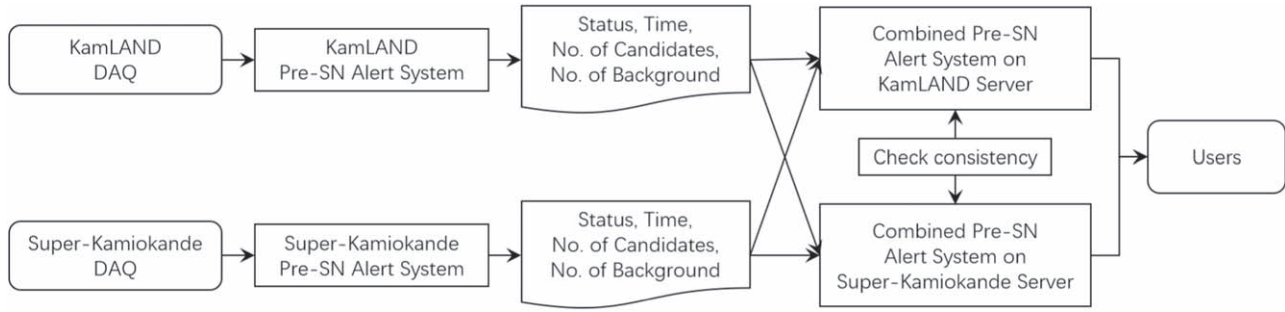 KamLAND
DAQ
KamLAND
Pre-SN Alert System
Status, Time,
No. of Candidates,
No. of Background
Combined Pre-SN
Alert System on
KamLAND Server
Check consistency
Users
Super-Kamiokande
DAQ
Super-Kamiokande
Pre-SN Alert System
Status, Time,
No. of Candidates,
No. of Background
Combined Pre-SN
Alert System on
Super-Kamiokande Server